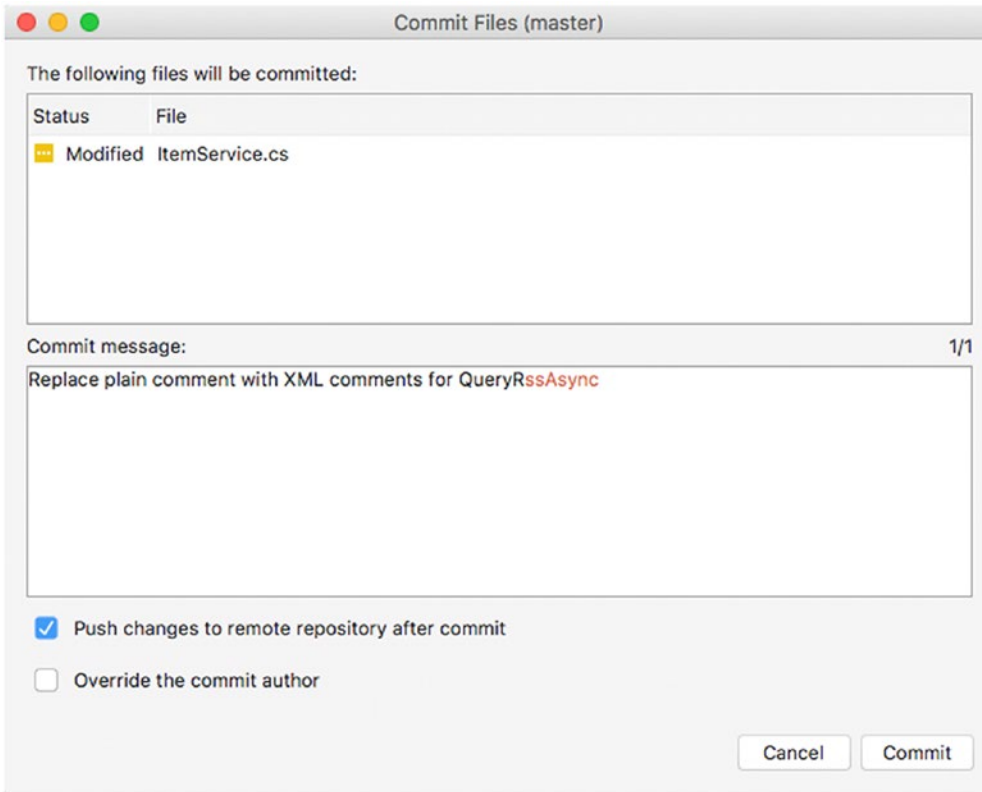 Commit Files (master)
The following files will be committed:
Status File
Modified ItemService.cs
Commit message: 1/1
Replace plain comment with XML comments for QueryRssAsync
Push changes to remote repository after commit
Override the commit author
Cancel Commit